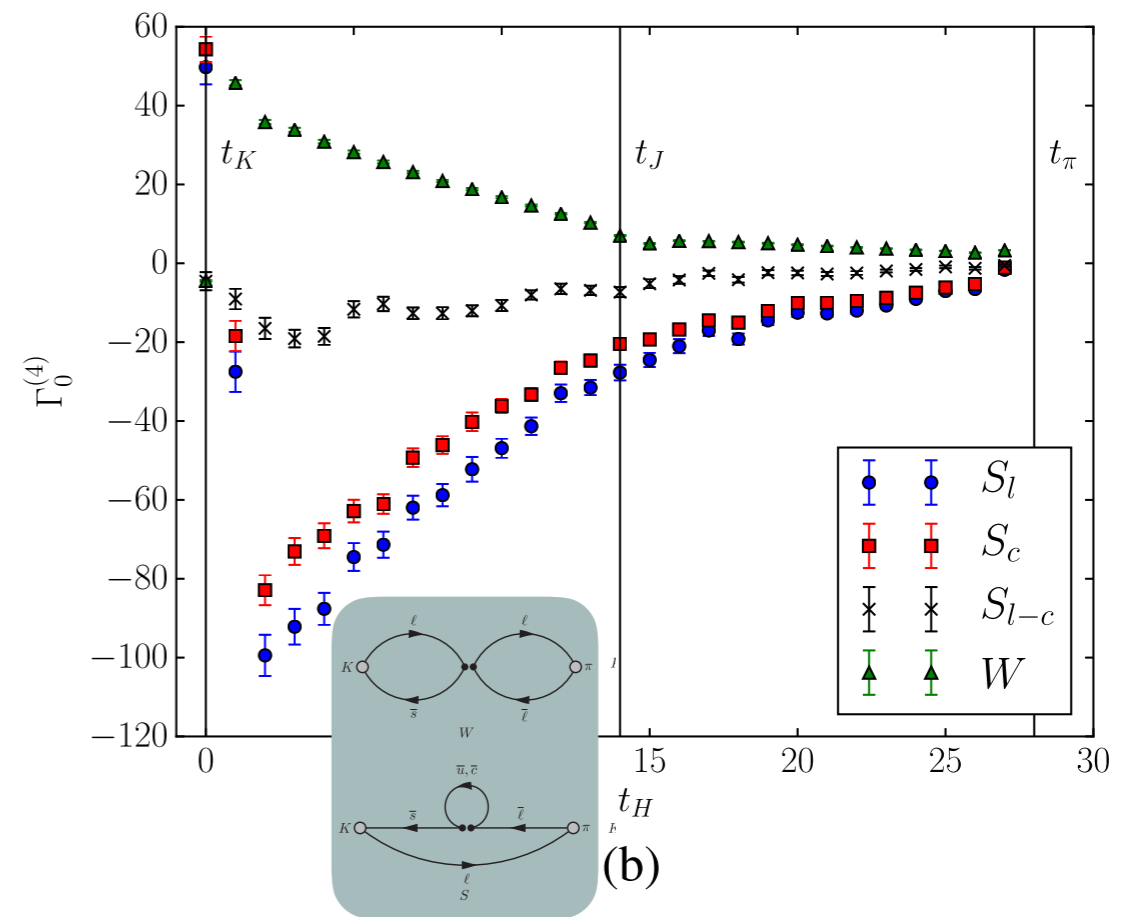 60
40
20
0
−20
−40
−60
−80
−100
−120
Γ₀⁽⁴⁾
t_K
t_J
t_π
S_l
S_c
S_{l−c}
W
0
15
20
25
30
t_H
ℓ ℓ
K π
s̅ ℓ̅
W
u̅, c̅
s̅ ℓ̅
K π
ℓ
S
(b)